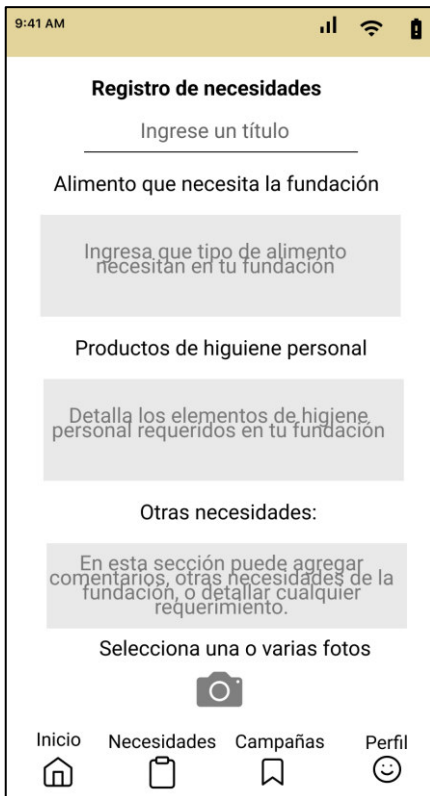 9:41 AM
Registro de necesidades
Ingrese un título
Alimento que necesita la fundación
Ingresa que tipo de alimento
necesitan en tu fundación
Productos de higuiene personal
Detalla los elementos de higiene
personal requeridos en tu fundación
Otras necesidades:
En esta sección puede agregar
comentarios, otras necesidades de la
fundación, o detallar cualquier
requerimiento.
Selecciona una o varias fotos
Inicio Necesidades Campañas Perfil